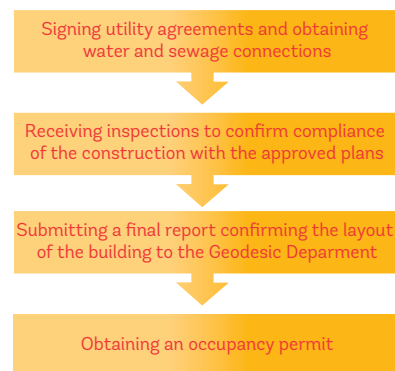 Signing utility agreements and obtaining
water and sewage connections
Receiving inspections to confirm compliance
of the construction with the approved plans
Submitting a final report confirming the layout
of the building to the Geodesic Deparment
Obtaining an occupancy permit